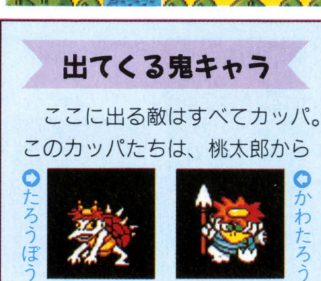 出てくる鬼キャラ
ここに出る敵はすべてカッパ。
このカッパたちは、桃太郎から
たろうぼう
かわたろう